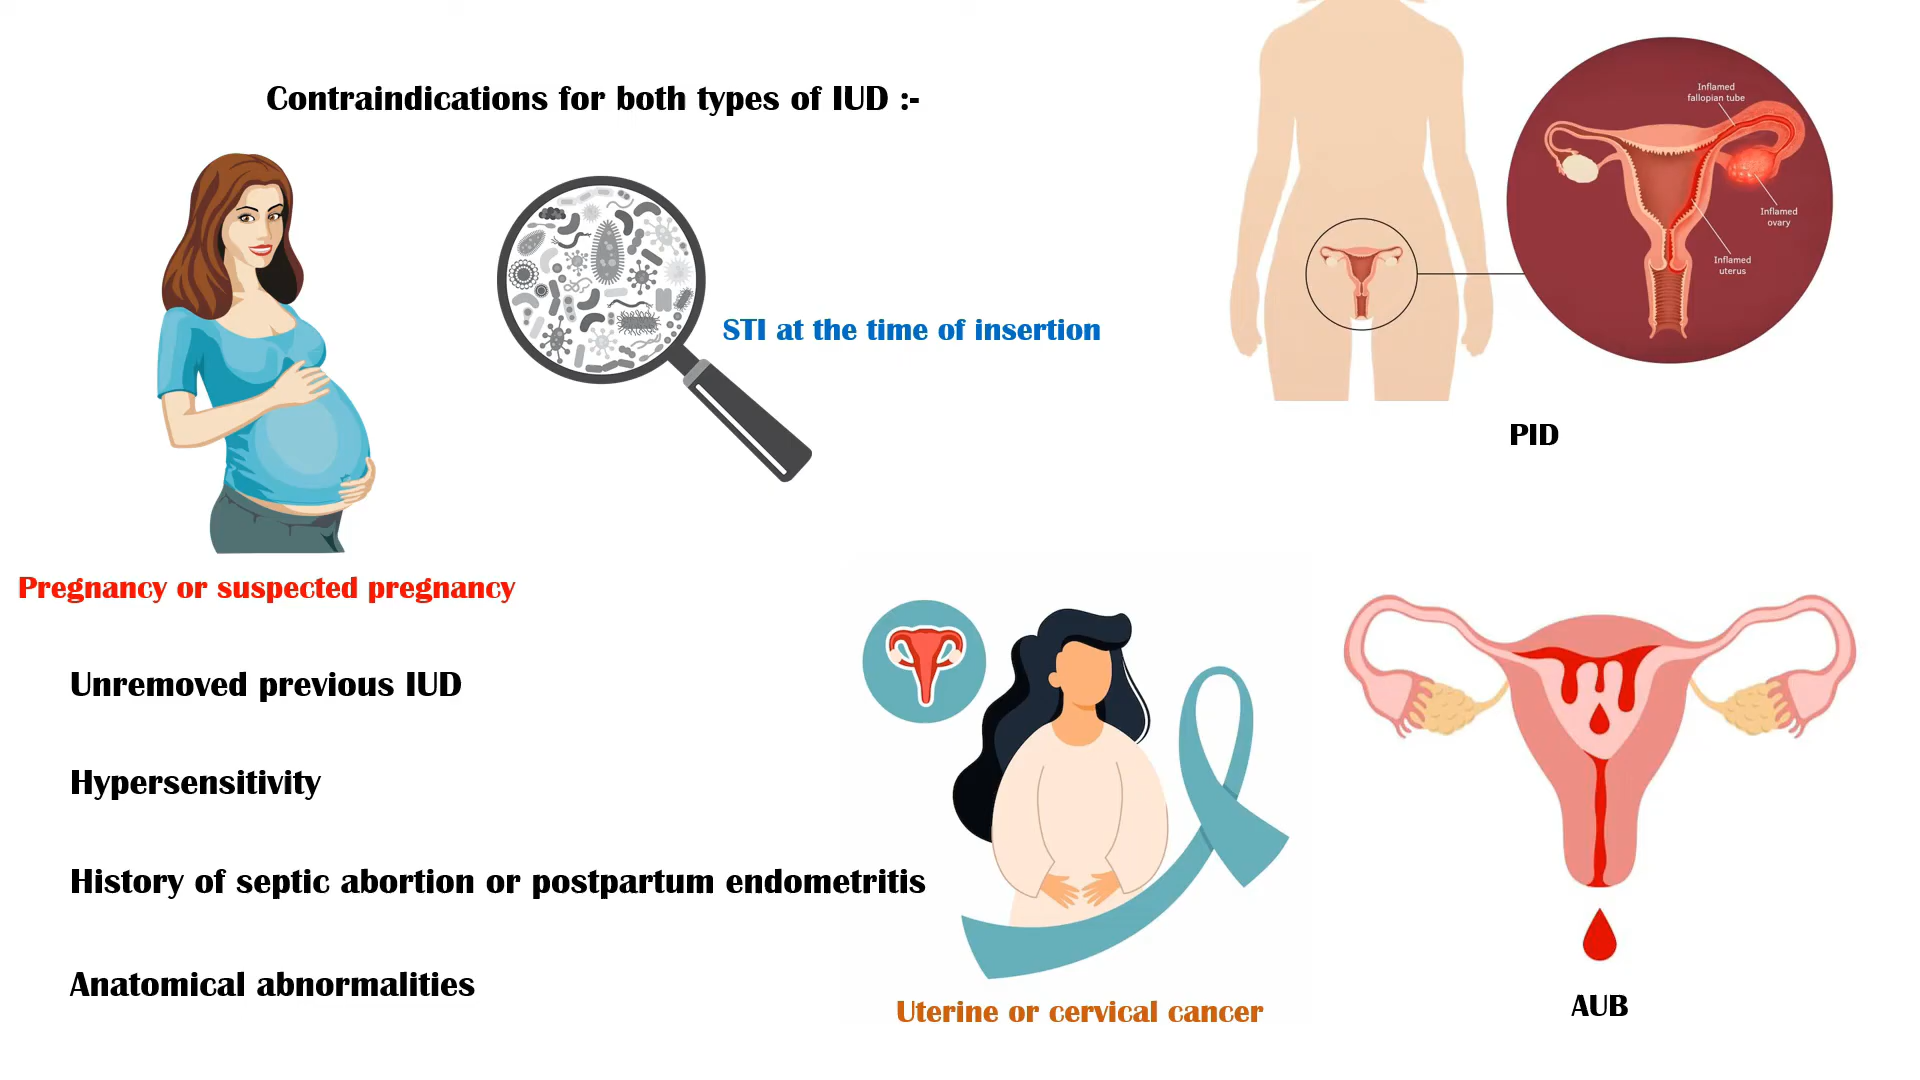 Contraindications for both types of IUD :-
Inflamed
fallopian tube
Inflamed
ovary
Inflamed
uterus
STI at the time of insertion
PID
Pregnancy or suspected pregnancy
Unremoved previous IUD
Hypersensitivity
History of septic abortion or postpartum endometritis
Anatomical abnormalities
Uterine or cervical cancer
AUB